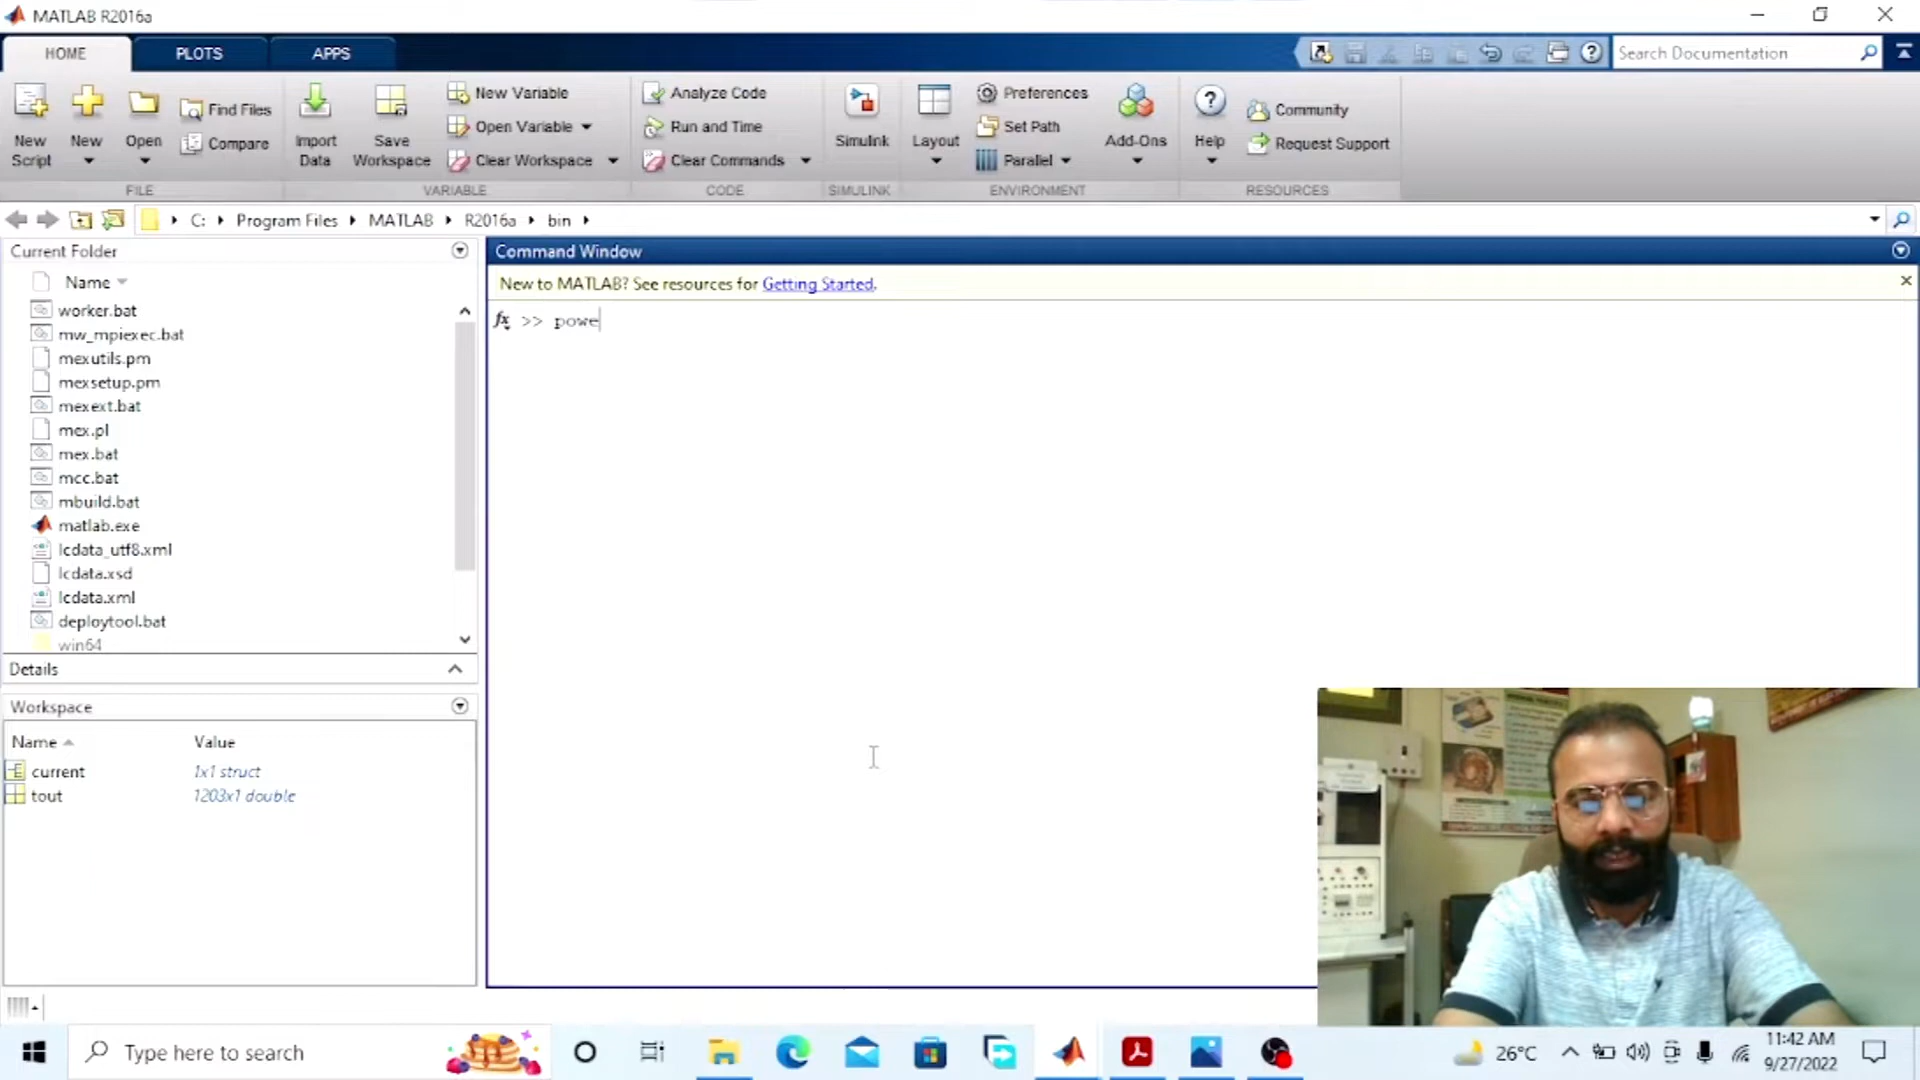 MATLAB R2016a
HOME PLOTS APPS
Search Documentation
New Script
New
Open
Find Files
Compare
FILE
Import Data
Save Workspace
New Variable
Open Variable
Clear Workspace
VARIABLE
Analyze Code
Run and Time
Clear Commands
CODE
Simulink
SIMULINK
Layout
Preferences
Set Path
Parallel
Add-Ons
ENVIRONMENT
Help
Community
Request Support
RESOURCES
C: Program Files MATLAB R2016a bin
Current Folder
Name
worker.bat
mw_mpiexec.bat
mexutils.pm
mexsetup.pm
mexext.bat
mex.pl
mex.bat
mcc.bat
mbuild.bat
matlab.exe
lcdata_utf8.xml
lcdata.xsd
lcdata.xml
deploytool.bat
win64
Details
Workspace
Name Value
current 1x1 struct
tout 1203x1 double
Command Window
New to MATLAB? See resources for Getting Started.
fx >> powe
Type here to search
26°C
11:42 AM
9/27/2022